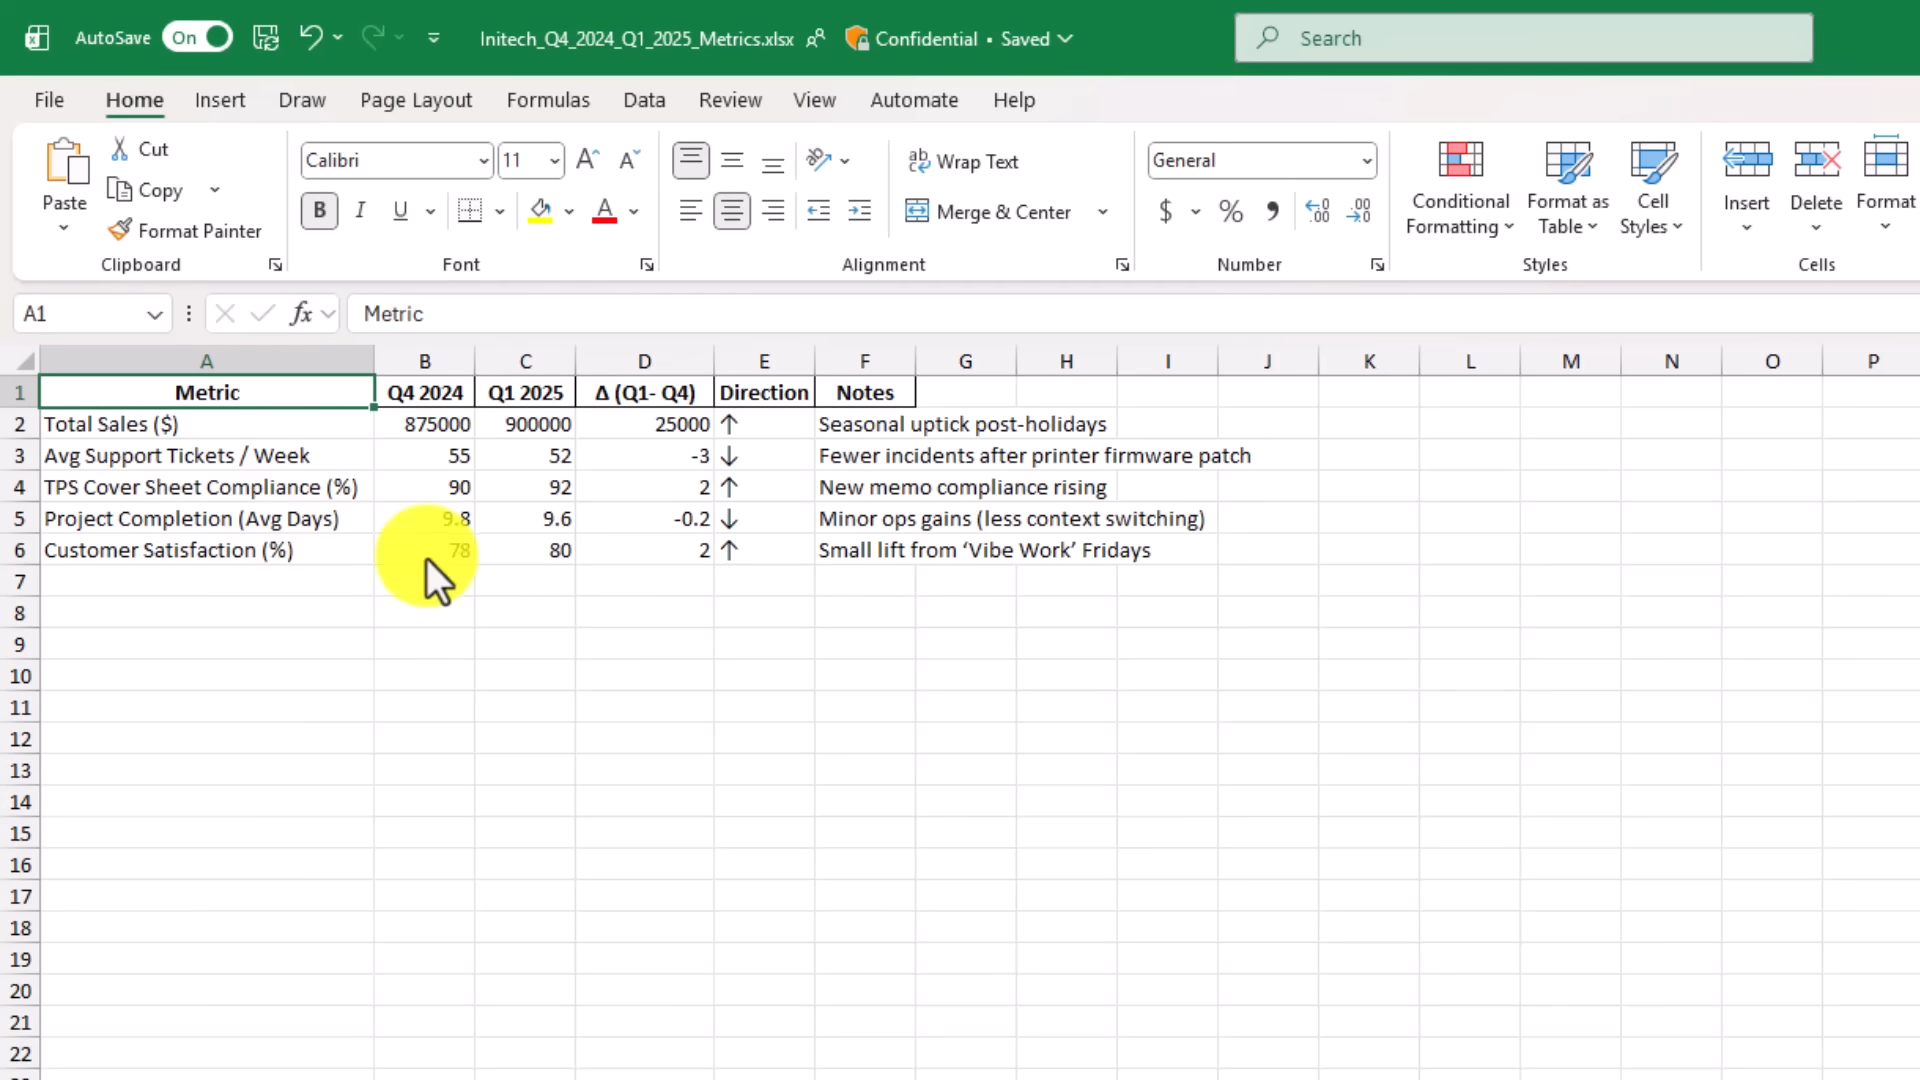 AutoSave On Initech_Q4_2024_Q1_2025_Metrics.xlsx Confidential • Saved Search
File Home Insert Draw Page Layout Formulas Data Review View Automate Help
Paste Cut Copy Format Painter
Clipboard
Calibri 11 A A
B I U A
Font
ab Wrap Text
Merge & Center
Alignment
General
$ % , .00 .00
Number
Conditional Formatting Format as Table Cell Styles
Styles
Insert Delete Format
Cells
A1 fx Metric
A B C D E F G H I J K L M N O P
1 Metric Q4 2024 Q1 2025 Δ (Q1- Q4) Direction Notes
2 Total Sales ($) 875000 900000 25000 ↑ Seasonal uptick post-holidays
3 Avg Support Tickets / Week 55 52 -3 ↓ Fewer incidents after printer firmware patch
4 TPS Cover Sheet Compliance (%) 90 92 2 ↑ New memo compliance rising
5 Project Completion (Avg Days) 9.8 9.6 -0.2 ↓ Minor ops gains (less context switching)
6 Customer Satisfaction (%) 78 80 2 ↑ Small lift from ‘Vibe Work’ Fridays
7
8
9
10
11
12
13
14
15
16
17
18
19
20
21
22